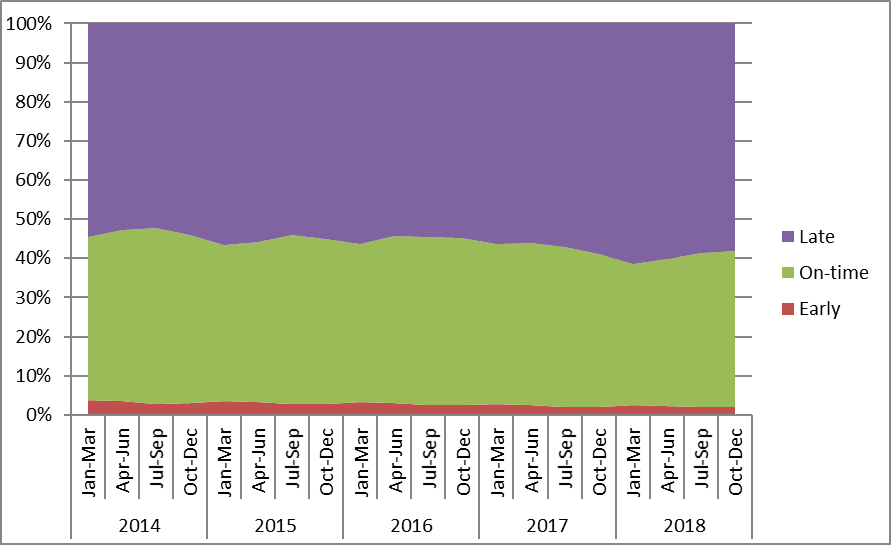 100%
90%
80%
70%
60%
50%
40%
30%
20%
10%
0%
Late
On-time
Early
Jan-Mar Apr-Jun Jul-Sep Oct-Dec Jan-Mar Apr-Jun Jul-Sep Oct-Dec Jan-Mar Apr-Jun Jul-Sep Oct-Dec Jan-Mar Apr-Jun Jul-Sep Oct-Dec Jan-Mar Apr-Jun Jul-Sep Oct-Dec
2014 2015 2016 2017 2018